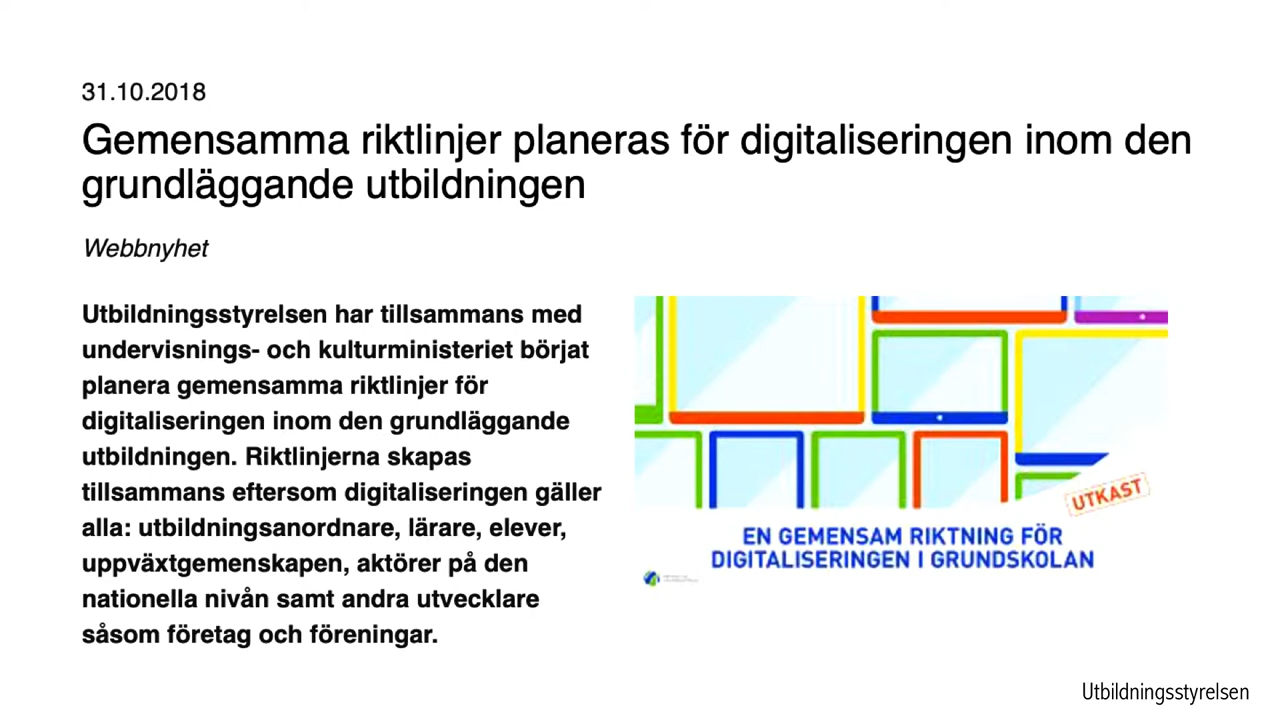 31.10.2018
Gemensamma riktlinjer planeras för digitaliseringen inom den
grundläggande utbildningen
Webbnyhet
Utbildningsstyrelsen har tillsammans med
undervisnings- och kulturministeriet börjat
planera gemensamma riktlinjer för
digitaliseringen inom den grundläggande
utbildningen. Riktlinjerna skapas
tillsammans eftersom digitaliseringen gäller
alla: utbildningsanordnare, lärare, elever,
uppväxtgemenskapen, aktörer på den
nationella nivån samt andra utvecklare
såsom företag och föreningar.
UTKAST
EN GEMENSAM RIKTNING FÖR
DIGITALISERINGEN I GRUNDSKOLAN
Utbildningsstyrelsen